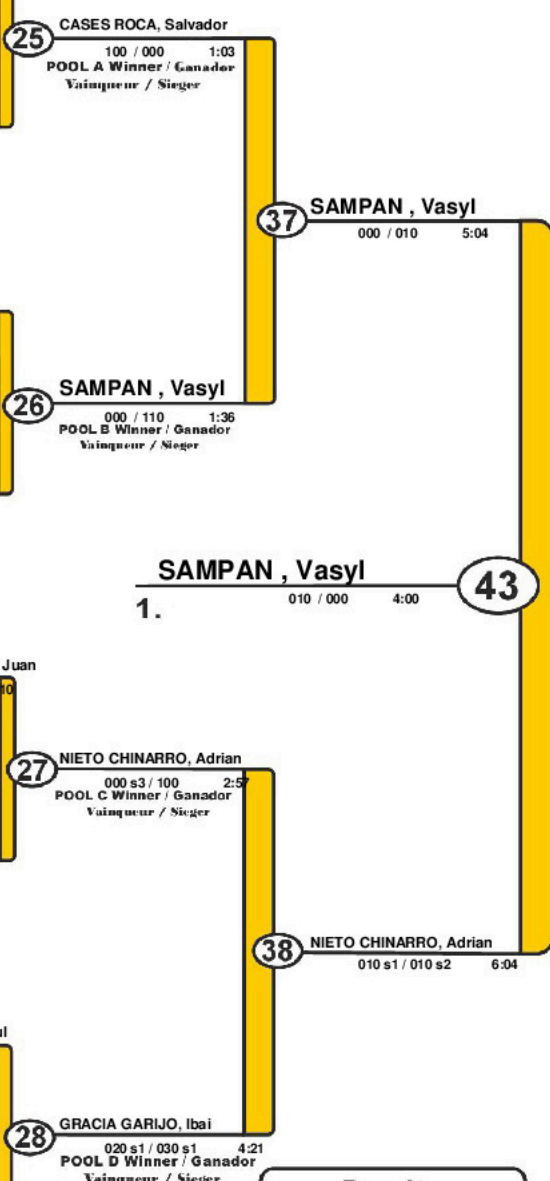 25
CASES ROCA, Salvador
100 / 000 1:03
POOL A Winner / Ganador
Vainqueur / Sieger
37
SAMPAN , Vasyl
000 / 010 5:04
26
SAMPAN , Vasyl
000 / 110 1:36
POOL B Winner / Ganador
Vainqueur / Sieger
SAMPAN , Vasyl
43
010 / 000 4:00
1.
Juan
10
27
NIETO CHINARRO, Adrian
000 s3 / 100 2:57
POOL C Winner / Ganador
Vainqueur / Sieger
38
NIETO CHINARRO, Adrian
010 s1 / 010 s2 6:04
28
GRACIA GARIJO, Ibai
020 s1 / 030 s1 4:21
POOL D Winner / Ganador
Vainqueur / Sieger